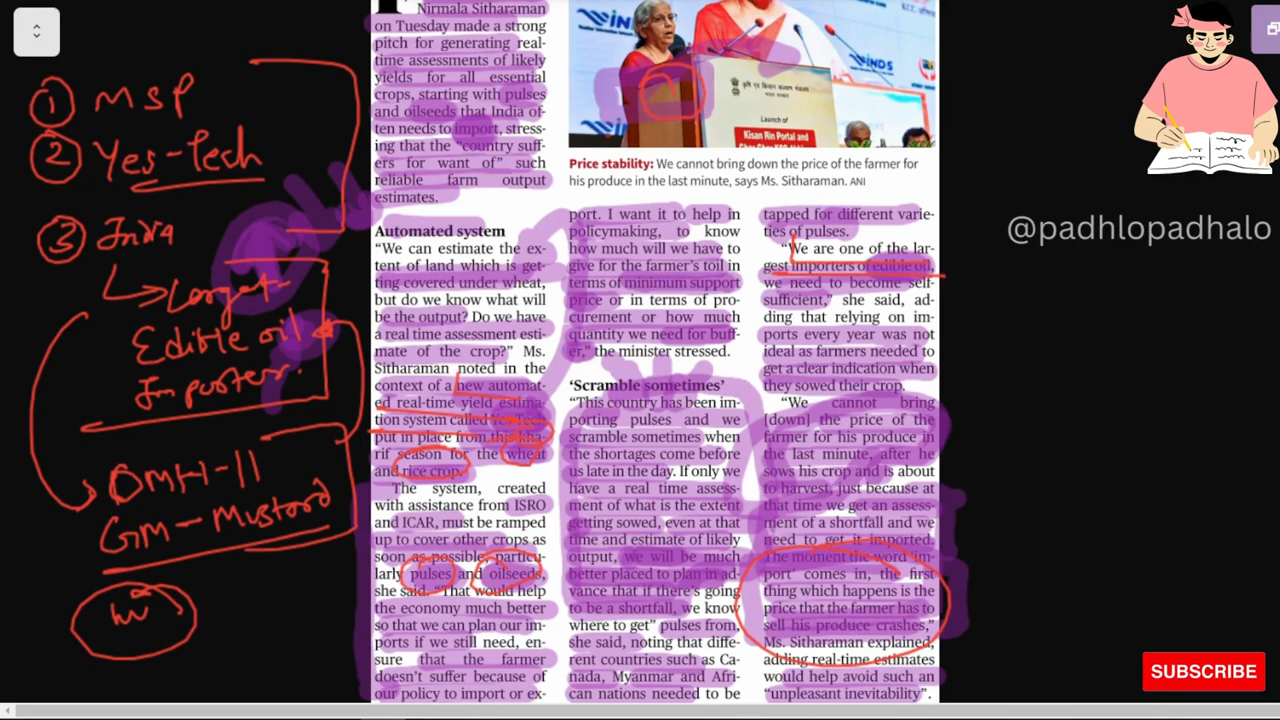 ① MSP
② Yes-Tech
③ India
Largest
Edible oil
Importer.
DMH-11
GM-Mustard
Nirmala Sitharaman
on Tuesday made a strong
pitch for generating real-
time assessments of likely
yields for all essential
crops, starting with pulses
and oilseeds that India of-
ten needs to import, stress-
ing that the "country suff-
ers for want of" such
reliable farm output
estimates.
Automated system
"We can estimate the ex-
tent of land which is get-
ting covered under wheat,
but do we know what will
be the output? Do we have
a real time assessment esti-
mate of the crop?" Ms.
Sitharaman noted in the
context of a new automat-
ed real-time yield estima-
tion system called Yes-Tech
put in place from this kha-
rif season for the wheat
and rice crop.
The system, created
with assistance from ISRO
and ICAR, must be ramped
up to cover other crops as
soon as possible, particu-
larly pulses and oilseeds,
she said. "That would help
the economy much better
so that we can plan our im-
ports if we still need, en-
sure that the farmer
doesn't suffer because of
our policy to import or ex-
कृषि एवं किसान कल्याण मंत्रालय
भारत सरकार
Launch of
Kisan Rin Portal and
Price stability: We cannot bring down the price of the farmer for
his produce in the last minute, says Ms. Sitharaman. ANI
port. I want it to help in
policymaking, to know
how much will we have to
give for the farmer's toil in
terms of minimum support
price or in terms of pro-
curement or how much
quantity we need for buff-
er," the minister stressed.
'Scramble sometimes'
"This country has been im-
porting pulses and we
scramble sometimes when
the shortages come before
us late in the day. If only we
have a real time assess-
ment of what is the extent
getting sowed, even at that
time and estimate of likely
output, we will be much
better placed to plan in ad-
vance that if there's going
to be a shortfall, we know
where to get" pulses from,
she said, noting that diffe-
rent countries such as Ca-
nada, Myanmar and Afri-
can nations needed to be
tapped for different varie-
ties of pulses.
"We are one of the lar-
gest importers of edible oil,
we need to become self-
sufficient," she said, ad-
ding that relying on im-
ports every year was not
ideal as farmers needed to
get a clear indication when
they sowed their crop.
"We cannot bring
[down] the price of the
farmer for his produce in
the last minute, after he
sows his crop and is about
to harvest, just because at
that time we get an assess-
ment of a shortfall and we
need to get it imported.
The moment the word 'im-
port' comes in, the first
thing which happens is the
price that the farmer has to
sell his produce crashes,"
Ms. Sitharaman explained,
adding real-time estimates
would help avoid such an
"unpleasant inevitability".
@padhlopadhalo
SUBSCRIBE